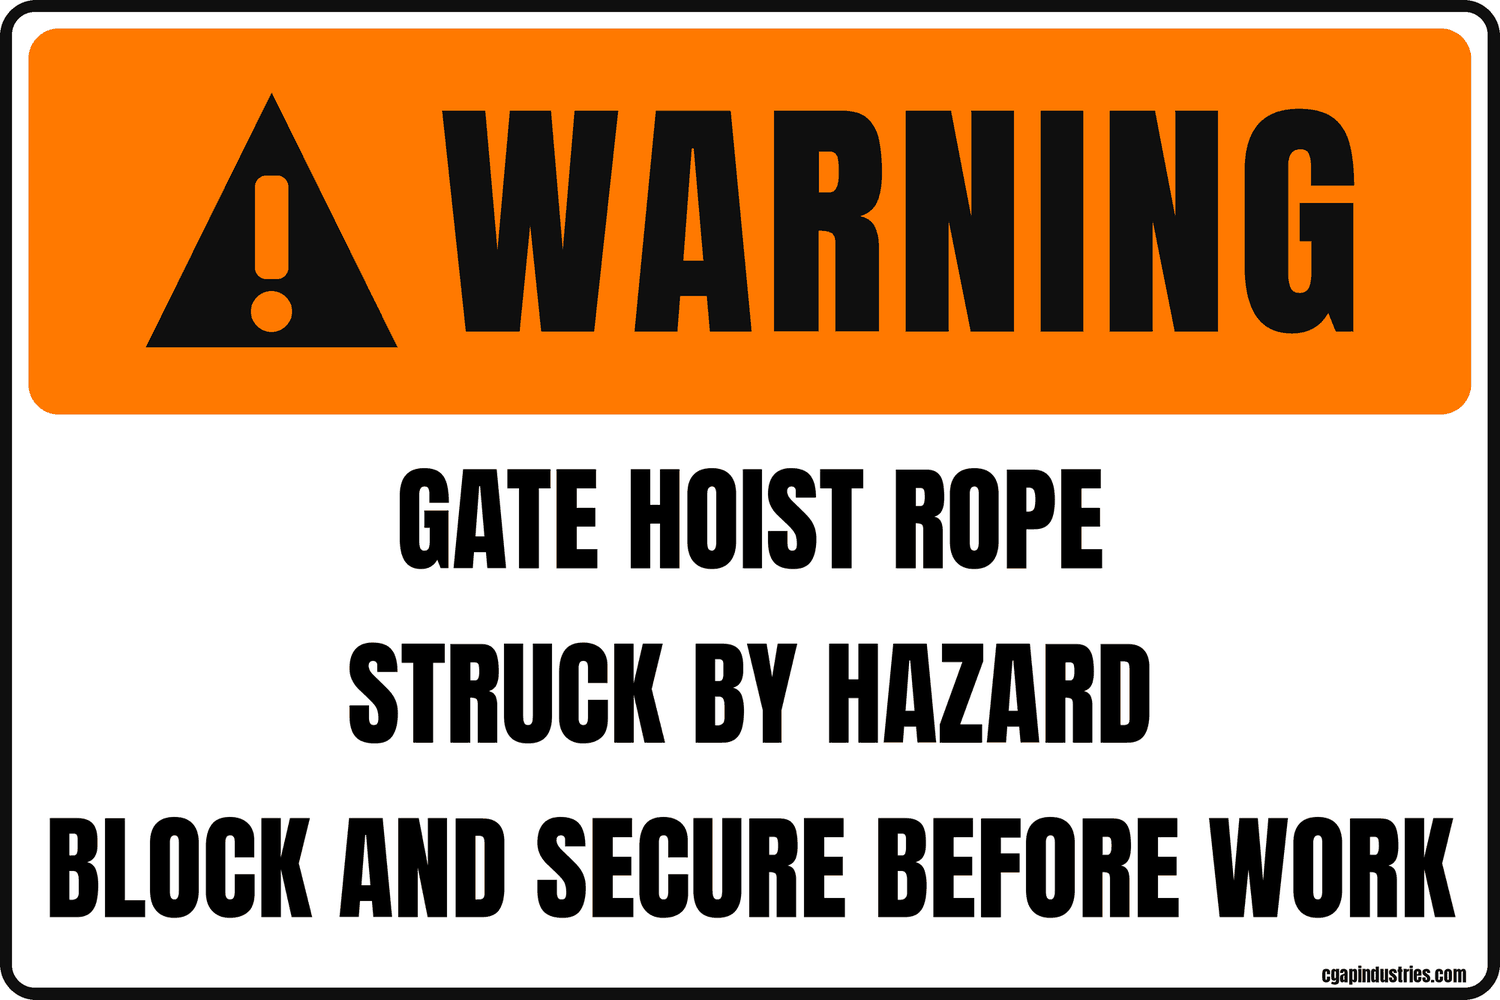 WARNING
GATE HOIST ROPE
STRUCK BY HAZARD
BLOCK AND SECURE BEFORE WORK
cgapindustries.com